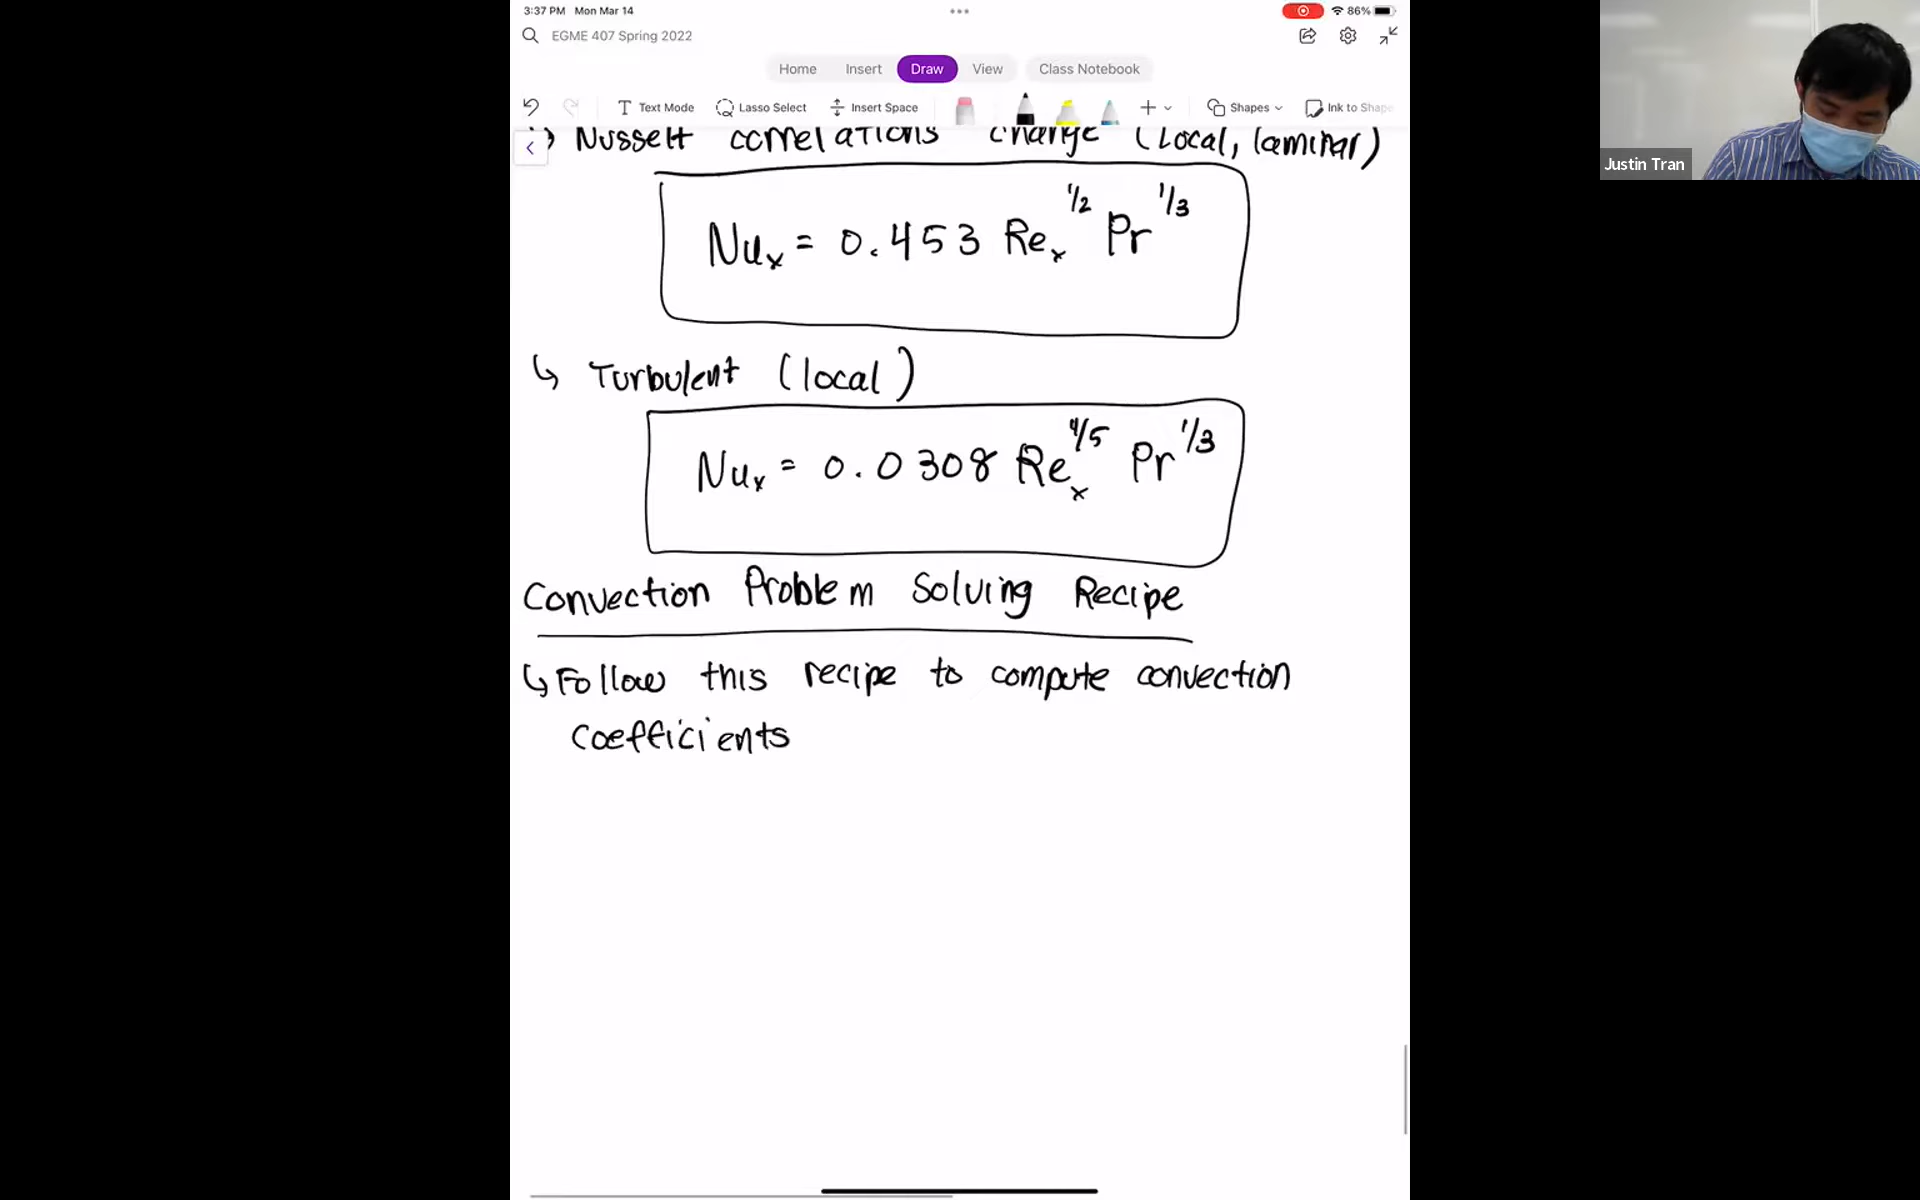 3:37 PM Mon Mar 14
86%
EGME 407 Spring 2022
Home Insert Draw View Class Notebook
Text Mode Lasso Select Insert Space Shapes Ink to Shape
Nusselt correlations change (local, laminar)
Nuₓ = 0.453 Reₓ^1/2 Pr^1/3
↳ Turbulent (local)
Nuₓ = 0.0308 Reₓ^4/5 Pr^1/3
Convection Problem Solving Recipe
↳ Follow this recipe to compute convection
coefficients
Justin Tran